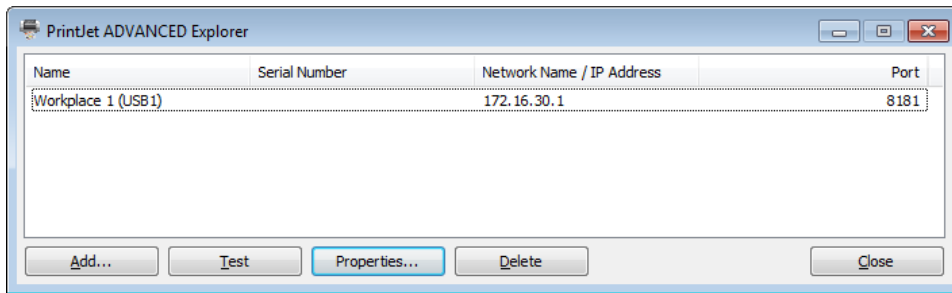 PrintJet ADVANCED Explorer
Name Serial Number Network Name / IP Address Port
Workplace 1 (USB1) 172.16.30.1 8181
Add... Test Properties... Delete Close